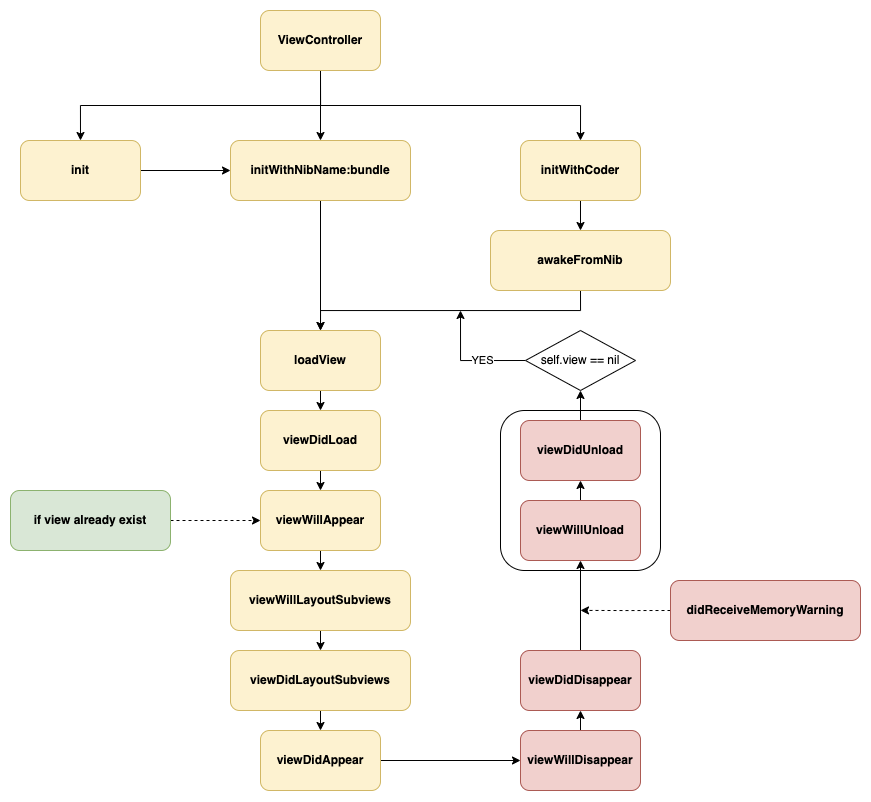 ViewController
init
initWithNibName:bundle
initWithCoder
awakeFromNib
loadView
YES
self.view == nil
viewDidLoad
viewDidUnload
if view already exist
viewWillAppear
viewWillUnload
viewWillLayoutSubviews
didReceiveMemoryWarning
viewDidLayoutSubviews
viewDidDisappear
viewDidAppear
viewWillDisappear